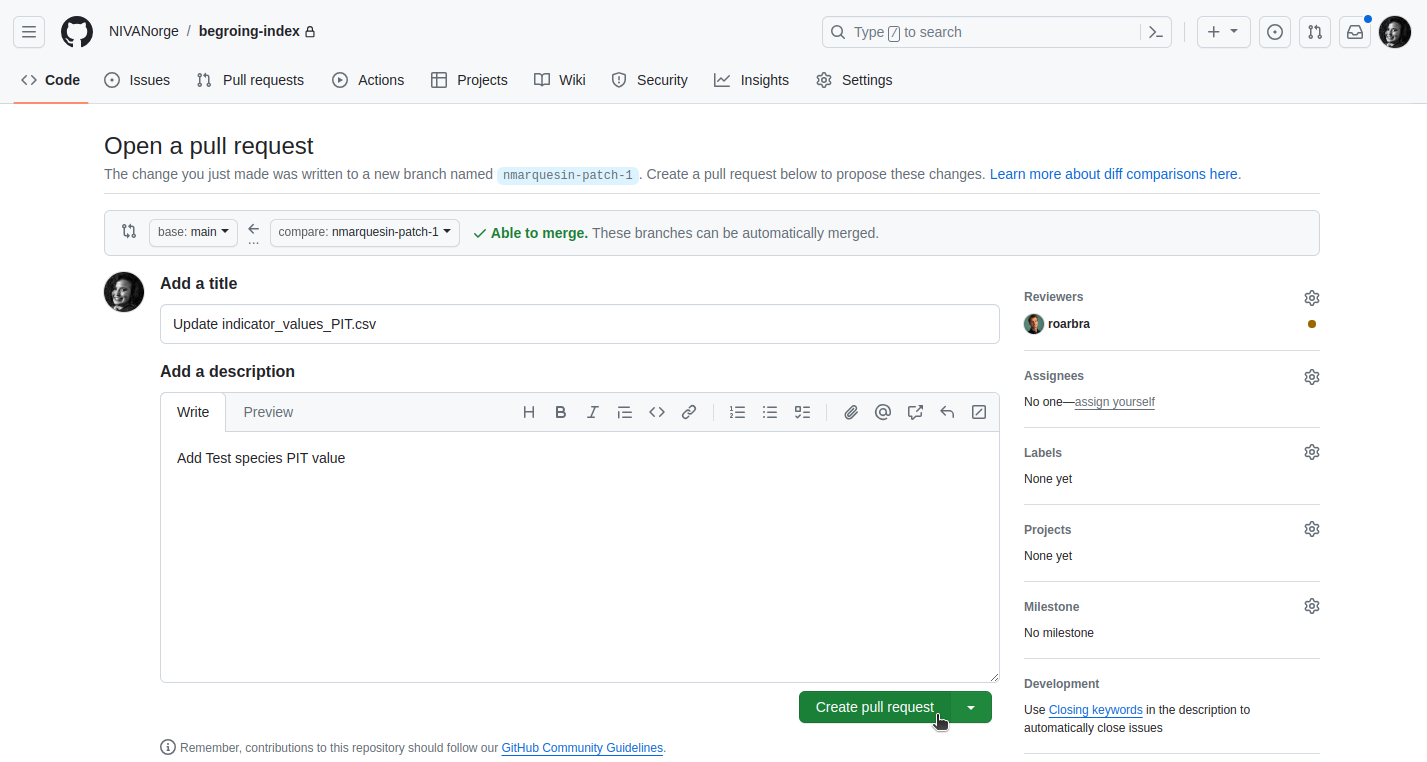 NIVANorge / begroing-index
Type / to search
Code Issues Pull requests Actions Projects Wiki Security Insights Settings
Open a pull request
The change you just made was written to a new branch named nmarquesin-patch-1. Create a pull request below to propose these changes. Learn more about diff comparisons here.
base: main ... compare: nmarquesin-patch-1 Able to merge. These branches can be automatically merged.
Add a title
Update indicator_values_PIT.csv
Add a description
Write Preview
Add Test species PIT value
Create pull request
Remember, contributions to this repository should follow our GitHub Community Guidelines.
Reviewers
roarbra
Assignees
No one—assign yourself
Labels
None yet
Projects
None yet
Milestone
No milestone
Development
Use Closing keywords in the description to
automatically close issues